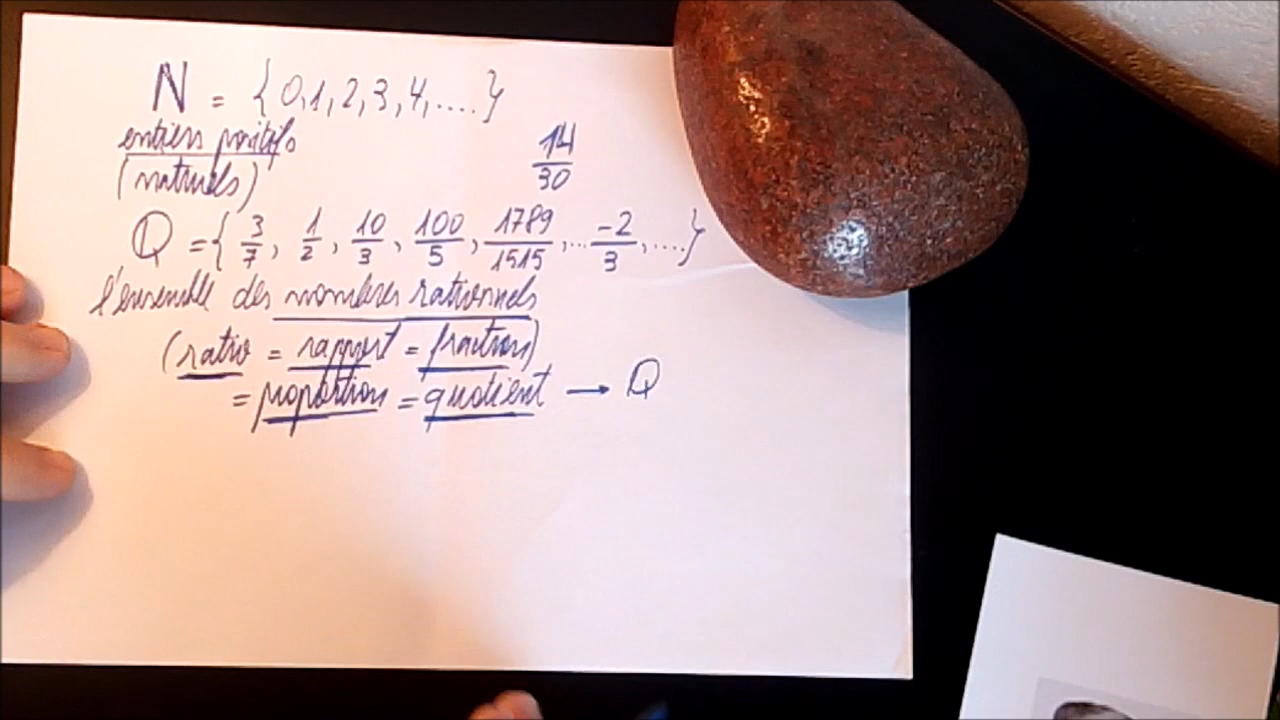 N = {0,1,2,3,4,....}
entiers positifs
(naturels)
14/30
Q = {3/7, 1/2, 10/3, 100/5, 1789/1515, ...-2/3, ....}
l'ensemble des nombres rationnels
(ratio = rapport = fraction)
= proportion = quotient → Q